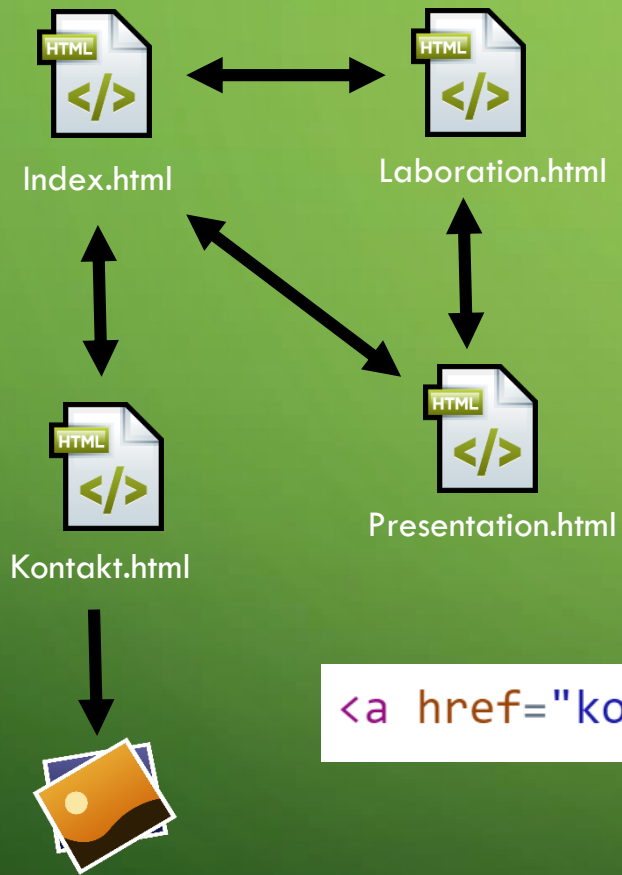 HTML
</>
Index.html
HTML
</>
Laboration.html
HTML
</>
Kontakt.html
HTML
</>
Presentation.html
<a href="ko